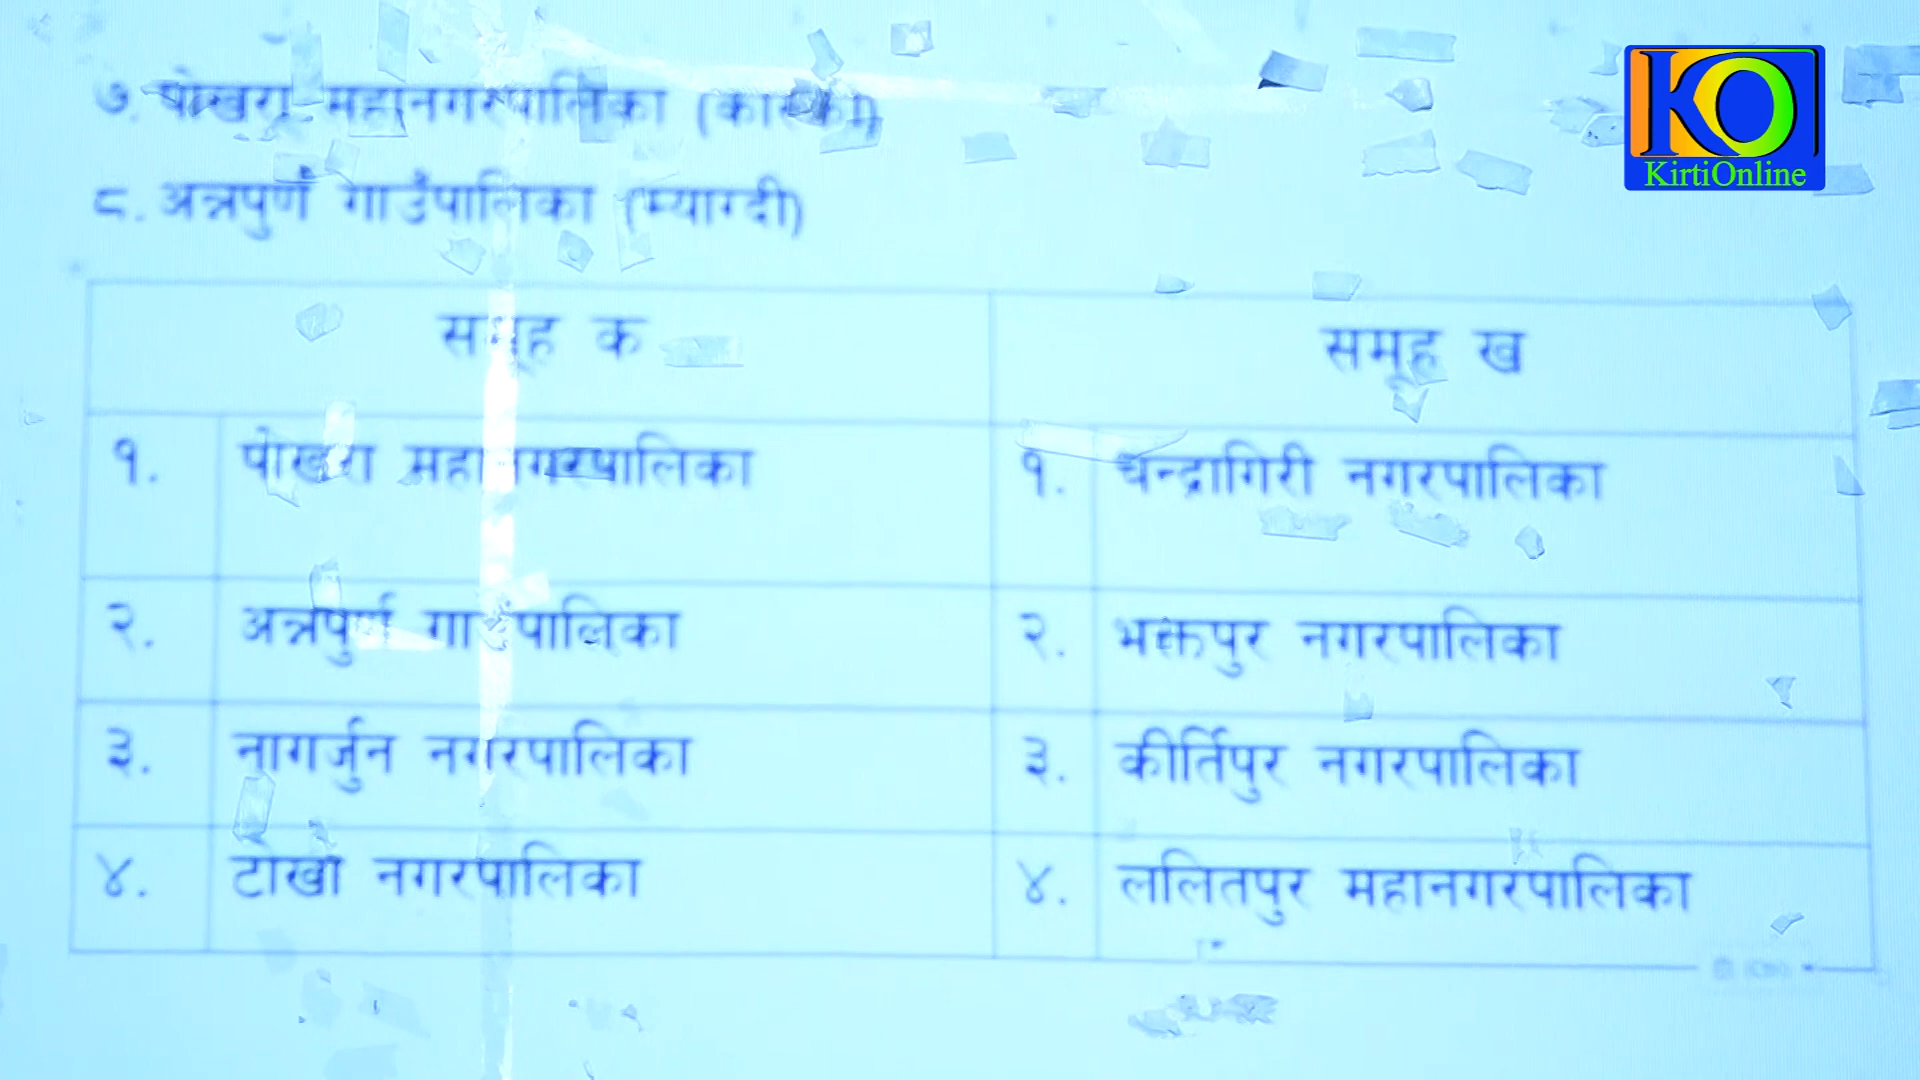 ७. पोखरा महानगरपालिका (कास्की)
८. अन्नपुर्ण गाउँपालिका (म्याग्दी)
KO
KirtiOnline
समूह क समूह ख
१. पोखरा महानगरपालिका १. चन्द्रागिरी नगरपालिका
२. अन्नपुर्ण गाउँपालिका २. भक्तपुर नगरपालिका
३. नागर्जुन नगरपालिका ३. कीर्तिपुर नगरपालिका
४. टोखा नगरपालिका ४. ललितपुर महानगरपालिका